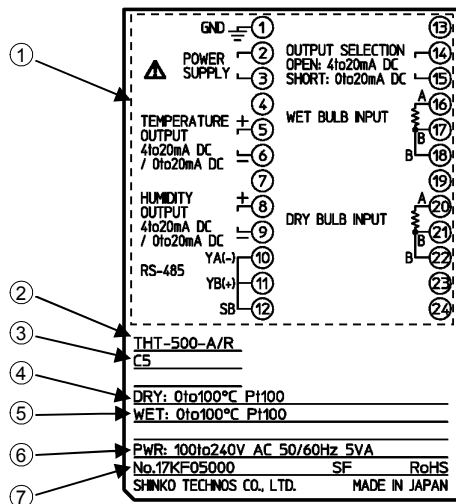 GND 1 13
POWER SUPPLY 2 3
OUTPUT SELECTION 14
OPEN: 4to20mA DC
SHORT: 0to20mA DC 15
4
TEMPERATURE OUTPUT
4to20mA DC
/ 0to20mA DC
+ 5
− 6
WET BULB INPUT
A 16
B 17
B 18
7 19
HUMIDITY OUTPUT
4to20mA DC
/ 0to20mA DC
+ 8
− 9
DRY BULB INPUT
A 20
B 21
B 22
RS-485
YA(-) 10
YB(+) 11 23
SB 12 24
1
2
THT-500-A/R
3
C5
4
DRY: 0to100°C Pt100
5
WET: 0to100°C Pt100
6
PWR: 100to240V AC 50/60Hz 5VA
7
No.17KF05000 SF RoHS
SHINKO TECHNOS CO., LTD. MADE IN JAPAN